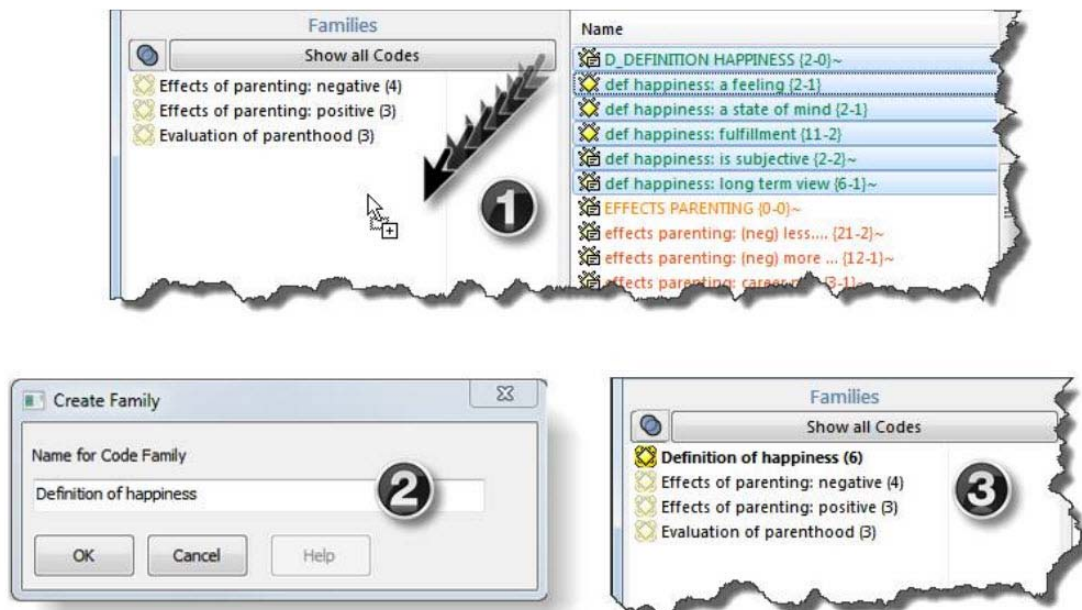 Families
Show all Codes
Effects of parenting: negative (4)
Effects of parenting: positive (3)
Evaluation of parenthood (3)
1
Name
D_DEFINITION HAPPINESS {2-0}~
def happiness: a feeling {2-1}
def happiness: a state of mind {2-1}
def happiness: fulfillment {11-2}
def happiness: is subjective {2-2}~
def happiness: long term view {6-1}~
EFFECTS PARENTING {0-0}~
effects parenting: (neg) less.... {21-2}~
effects parenting: (neg) more ... {12-1}~
effects parenting:
Create Family
Name for Code Family
Definition of happiness
2
OK
Cancel
Help
Families
Show all Codes
Definition of happiness (6)
Effects of parenting: negative (4)
Effects of parenting: positive (3)
Evaluation of parenthood (3)
3